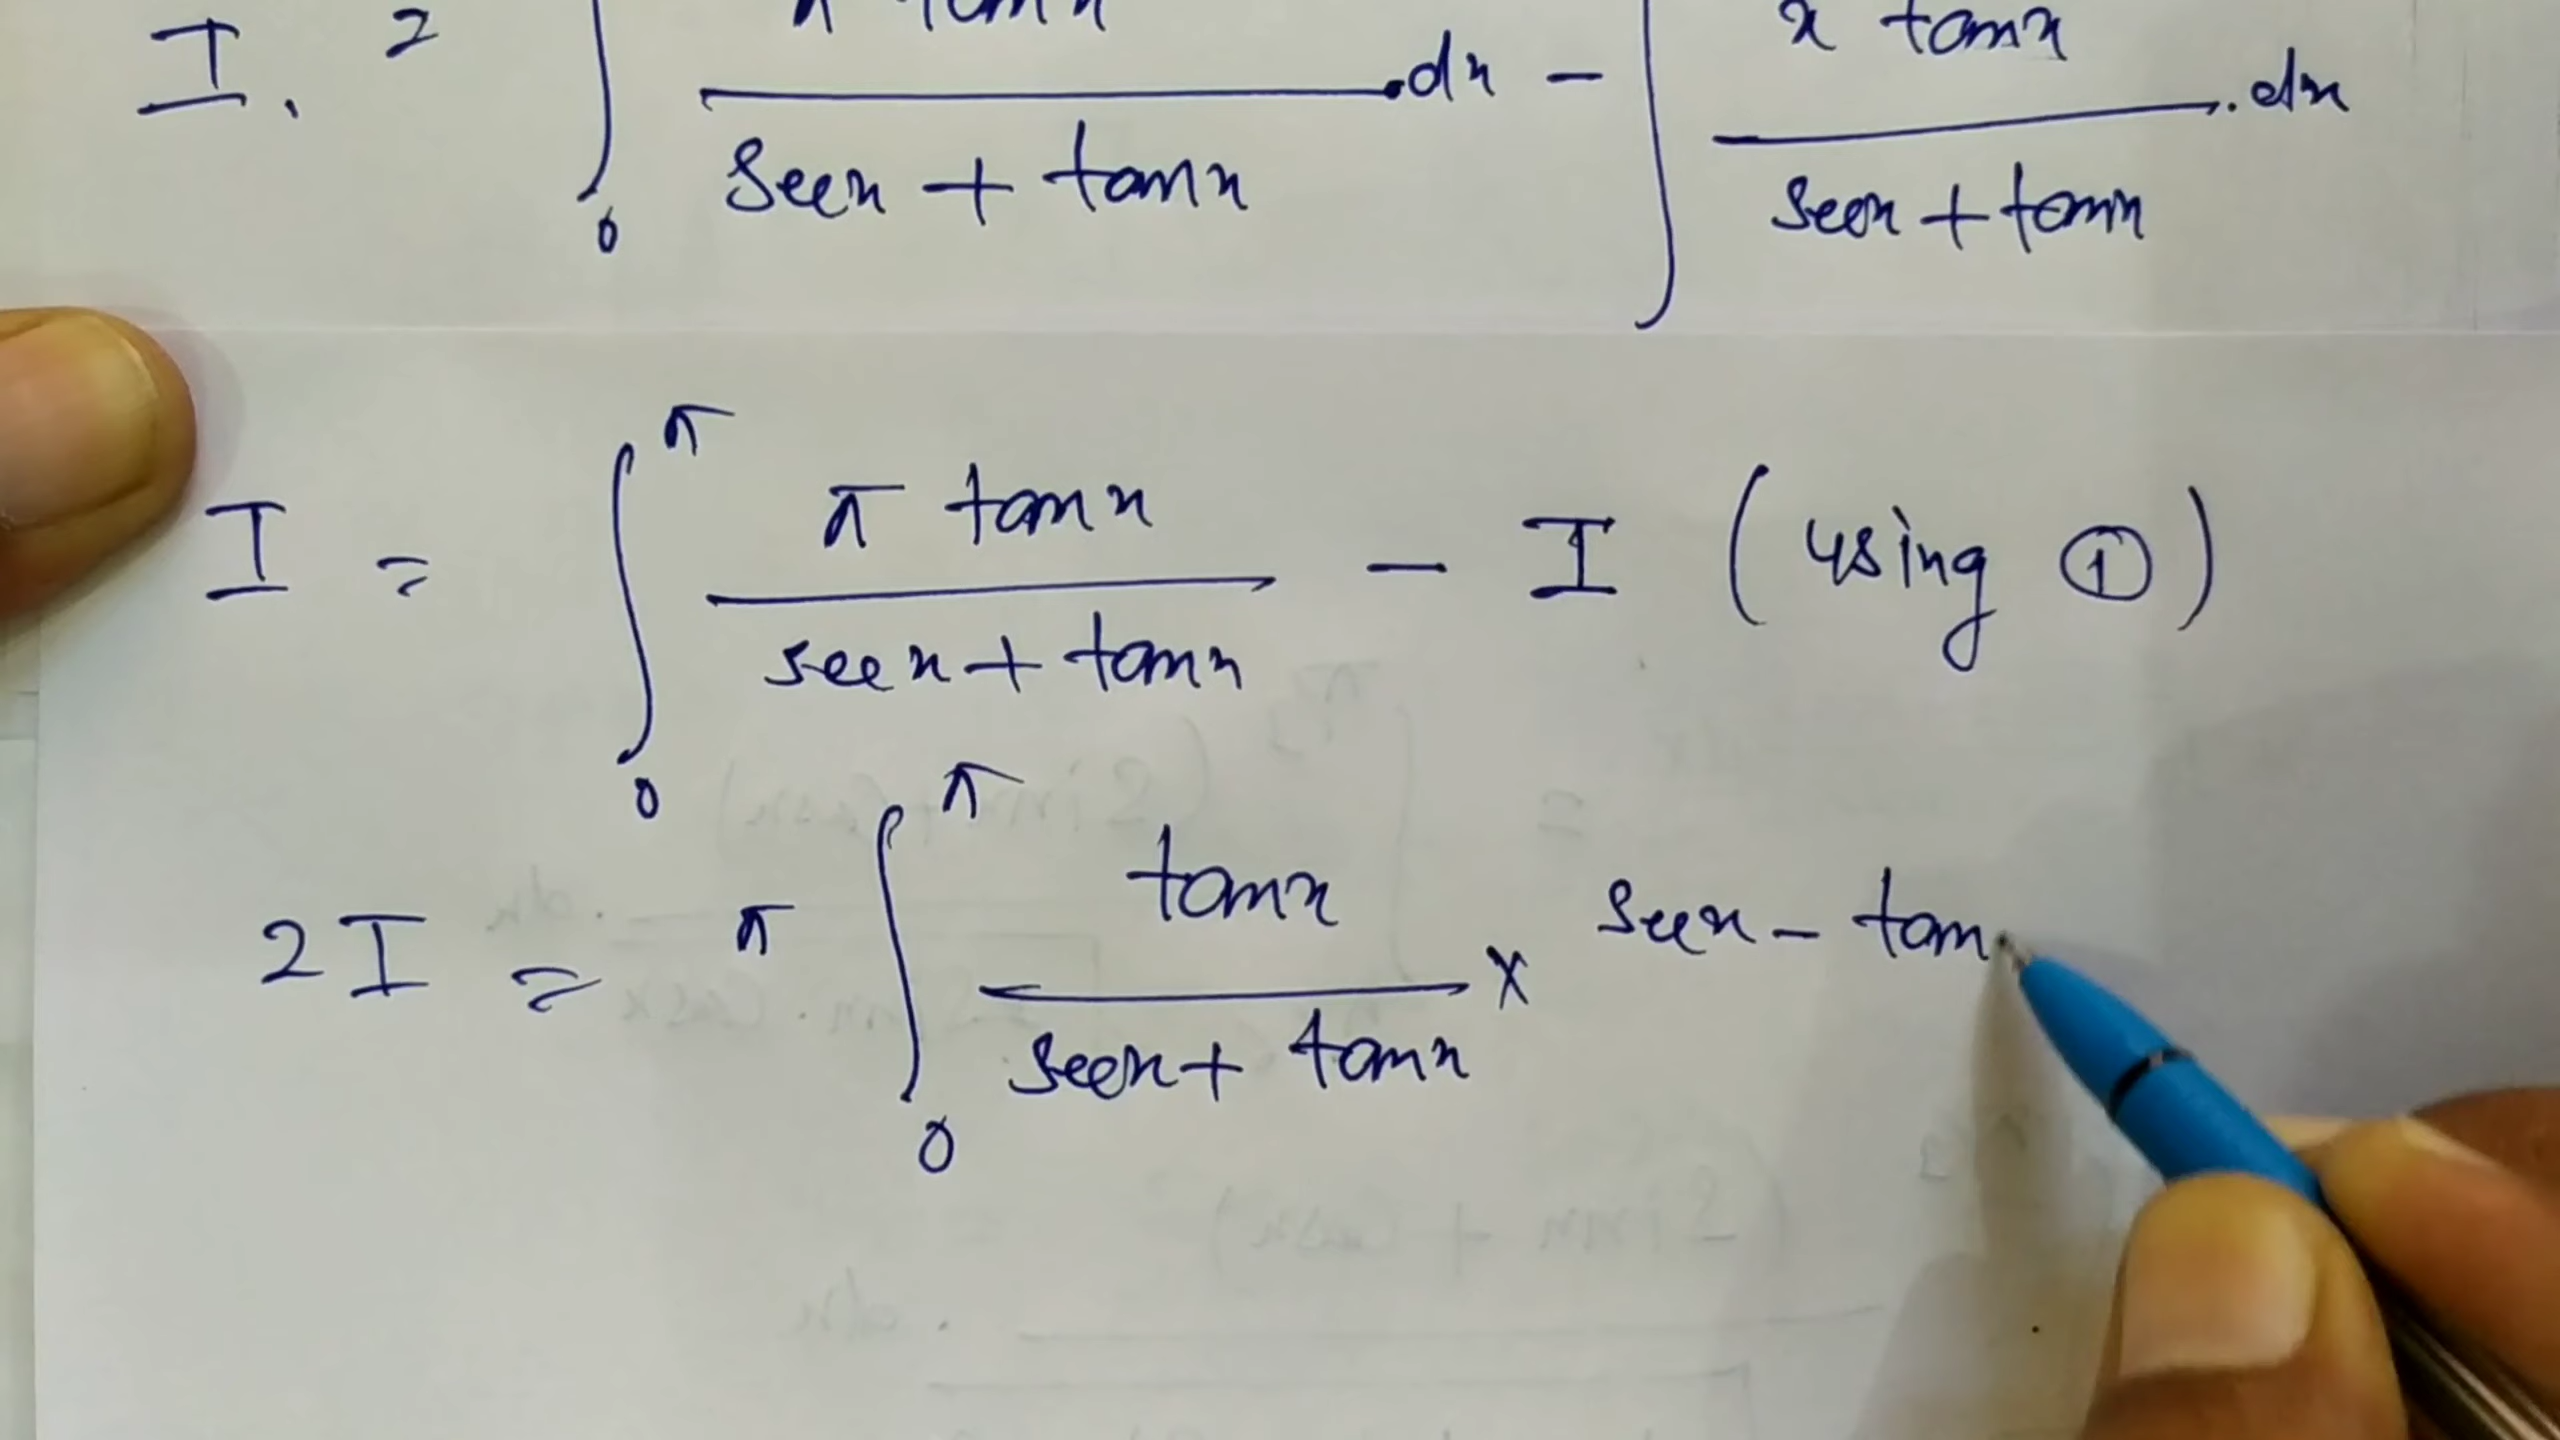 I = ∫₀ π tanx / secx + tanx .dx − ∫ x tanx / secx + tanx .dx
I = ∫₀^π π tanx / secx + tanx − I (using ①)
2I = π ∫₀^π tanx / secx + tanx × secx − tan